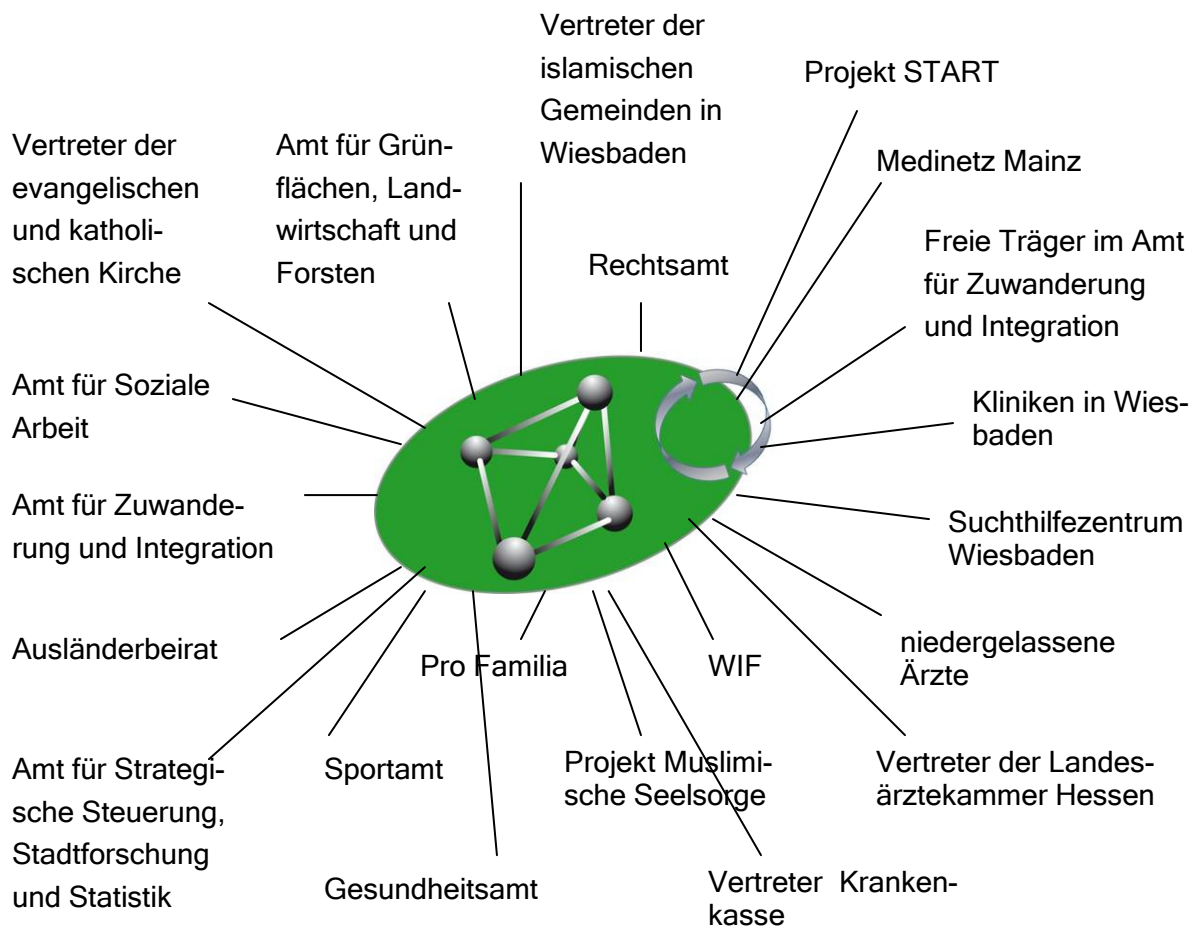 Vertreter der
islamischen
Gemeinden in
Wiesbaden
Projekt START
Vertreter der
evangelischen
und katholi-
schen Kirche
Amt für Grün-
flächen, Land-
wirtschaft und
Forsten
Medinetz Mainz
Rechtsamt
Freie Träger im Amt
für Zuwanderung
und Integration
Amt für Soziale
Arbeit
Kliniken in Wies-
baden
Amt für Zuwande-
rung und Integration
Suchthilfezentrum
Wiesbaden
Ausländerbeirat
Pro Familia
WIF
niedergelassene
Ärzte
Amt für Strategi-
sche Steuerung,
Stadtforschung
und Statistik
Sportamt
Projekt Muslimi-
sche Seelsorge
Vertreter der Landes-
ärztekammer Hessen
Gesundheitsamt
Vertreter Kranken-
kasse